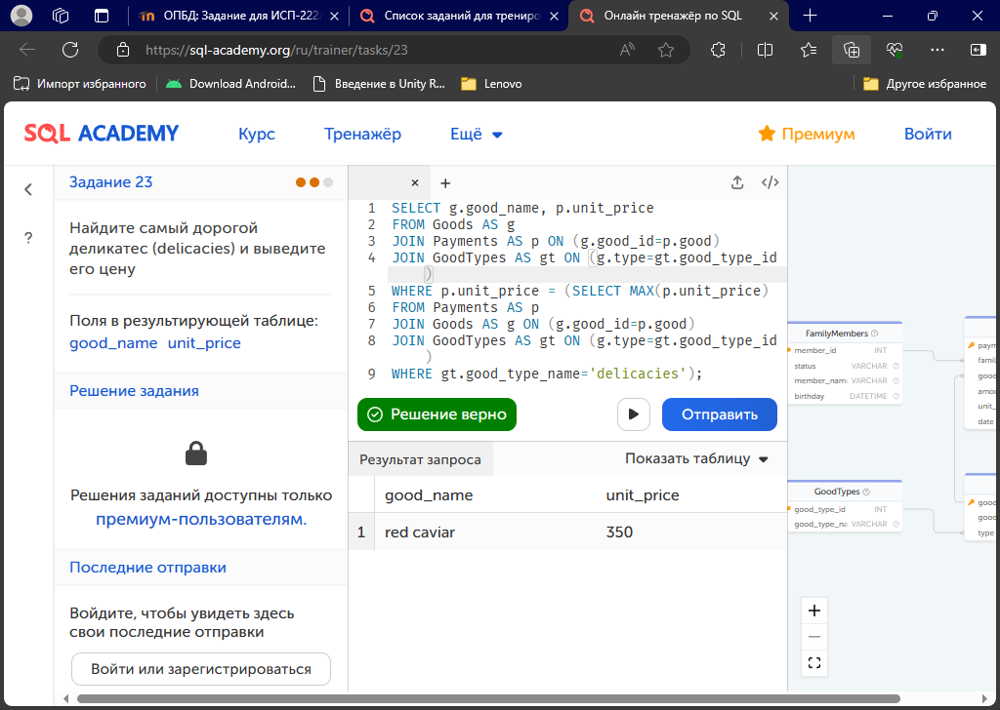 ОПБД: Задание для ИСП-222
Список заданий для трениро
Онлайн тренажёр по SQL
https://sql-academy.org/ru/trainer/tasks/23
Импорт избранного
Download Android...
Введение в Unity R...
Lenovo
Другое избранное
SQL ACADEMY
Курс
Тренажёр
Ещё
Премиум
Войти
Задание 23
Найдите самый дорогой
деликатес (delicacies) и выведите
его цену
Поля в результирующей таблице:
good_name unit_price
Решение задания
Решения заданий доступны только
премиум-пользователям.
Последние отправки
Войдите, чтобы увидеть здесь
свои последние отправки
Войти или зарегистрироваться
1 SELECT g.good_name, p.unit_price
2 FROM Goods AS g
3 JOIN Payments AS p ON (g.good_id=p.good)
4 JOIN GoodTypes AS gt ON (g.type=gt.good_type_id
)
5 WHERE p.unit_price = (SELECT MAX(p.unit_price)
6 FROM Payments AS p
7 JOIN Goods AS g ON (g.good_id=p.good)
8 JOIN GoodTypes AS gt ON (g.type=gt.good_type_id
)
9 WHERE gt.good_type_name='delicacies');
Решение верно
Отправить
Результат запроса
Показать таблицу
good_name unit_price
1 red caviar 350
FamilyMembers
member_id INT
status VARCHAR
member_name VARCHAR
birthday DATETIME
GoodTypes
good_type_id INT
good_type_na VARCHAR
paym
famil
good
amou
unit_
date
good
good
type